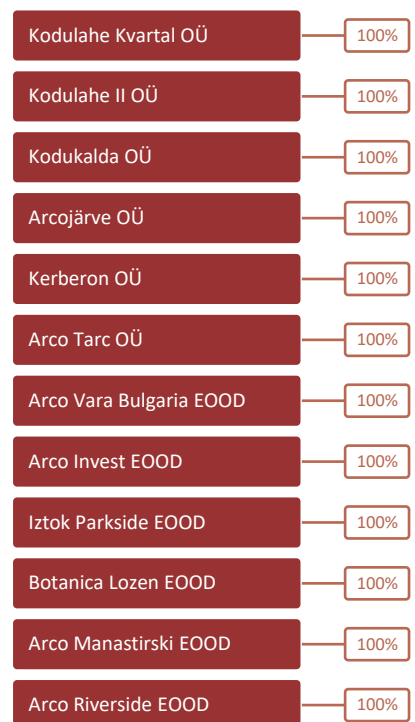 Kodulahe Kvartal OÜ 100%
Kodulahe II OÜ 100%
Kodukalda OÜ 100%
Arcojärve OÜ 100%
Kerberon OÜ 100%
Arco Tarc OÜ 100%
Arco Vara Bulgaria EOOD 100%
Arco Invest EOOD 100%
Iztok Parkside EOOD 100%
Botanica Lozen EOOD 100%
Arco Manastirski EOOD 100%
Arco Riverside EOOD 100%